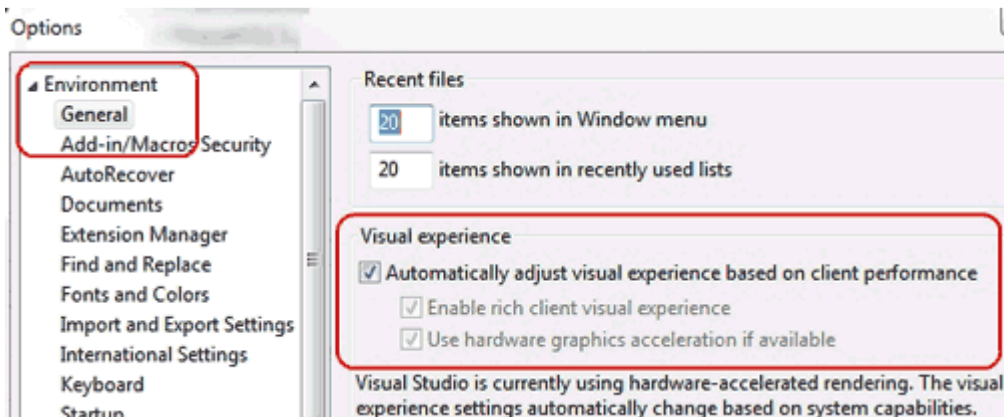 Options
Environment
General
Add-in/Macros Security
AutoRecover
Documents
Extension Manager
Find and Replace
Fonts and Colors
Import and Export Settings
International Settings
Keyboard
Startup
Recent files
20 items shown in Window menu
20 items shown in recently used lists
Visual experience
Automatically adjust visual experience based on client performance
Enable rich client visual experience
Use hardware graphics acceleration if available
Visual Studio is currently using hardware-accelerated rendering. The visual
experience settings automatically change based on system capabilities.